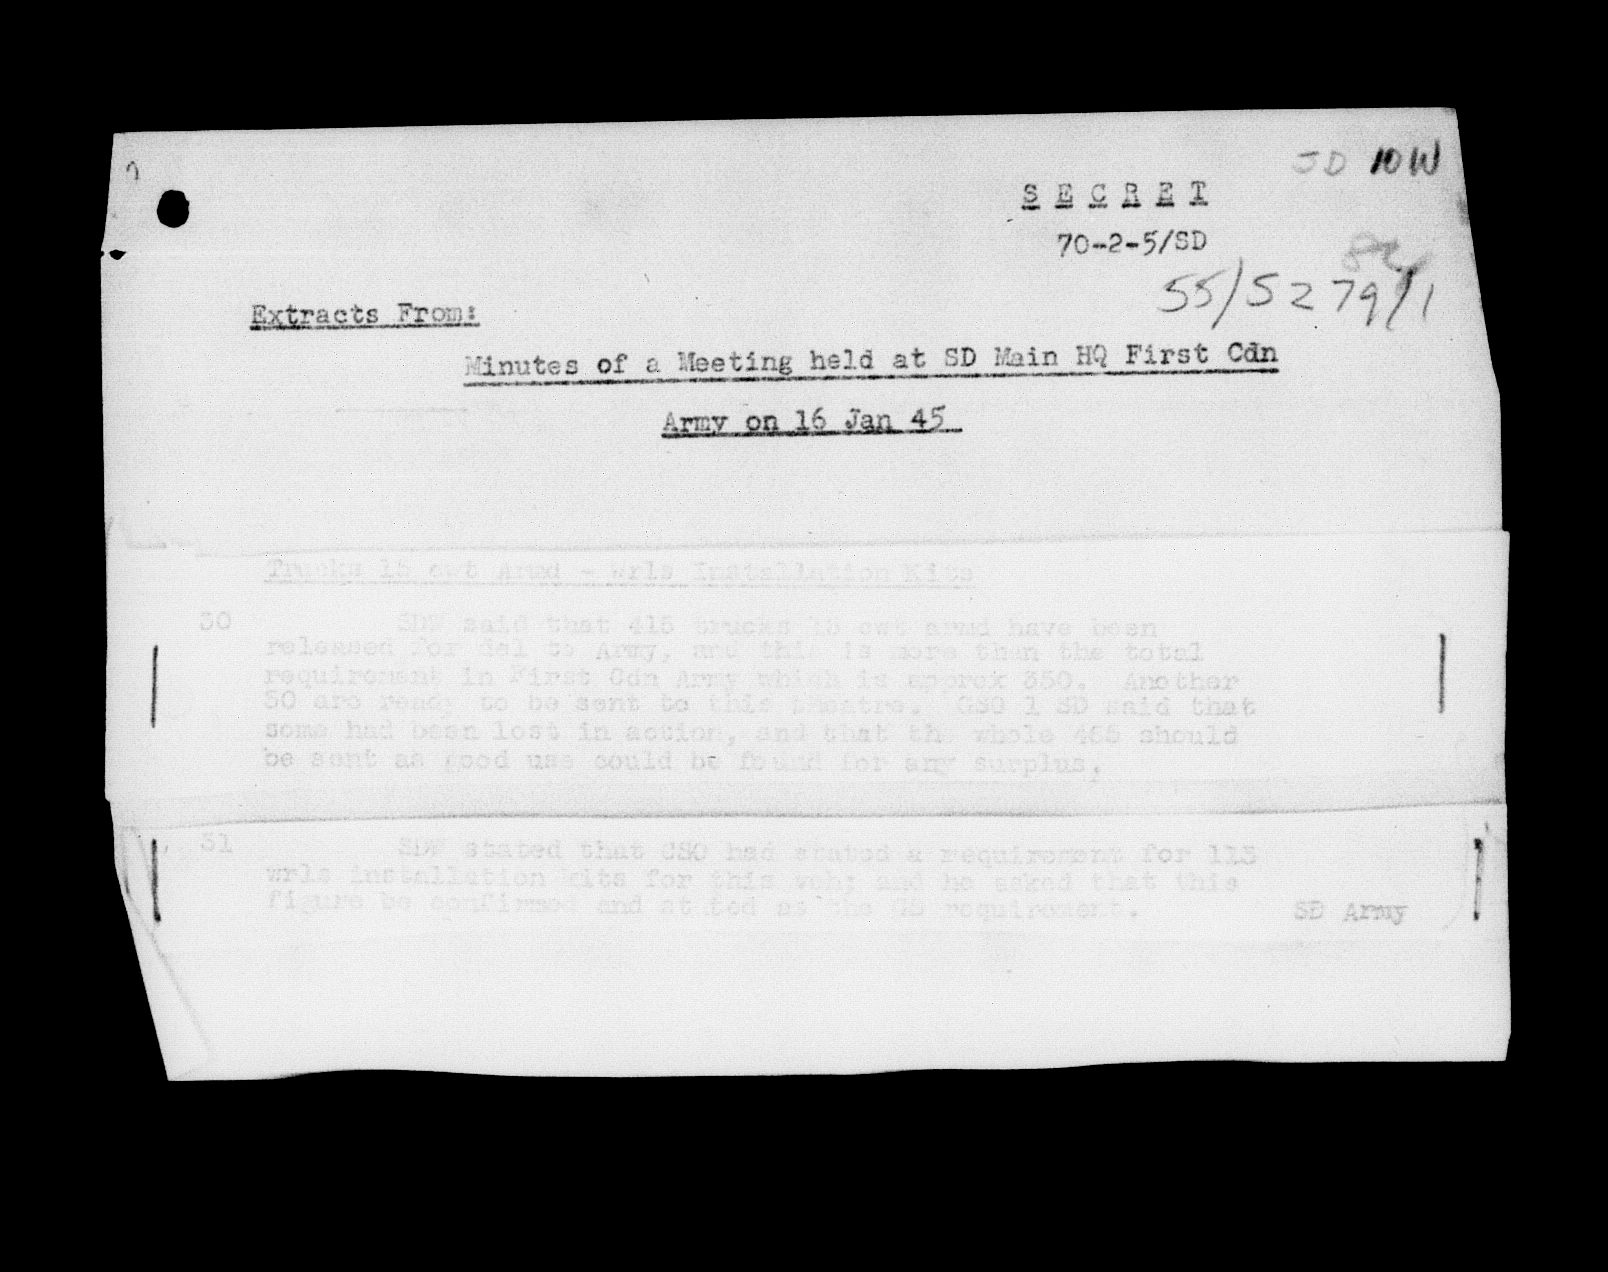 SD 10W
S E C R E T
70-2-5/SD
55/5279/1
Extracts From:
Minutes of a Meeting held at SD Main HQ First Cdn
Army on 16 Jan 45
Trucks 15 cwt Armd - Wrls Installation Kits
30 SDW said that 415 trucks 15 cwt armd have been
released for del to Army, and this is more than the total
requirement in First Cdn Army which is approx 350. Another
50 are ready to be sent to this theatre. GSO 1 SD said that
some had been lost in action, and that the whole 465 should
be sent as good use could be found for any surplus.
31 SDW stated that CSO had stated a requirement for 113
wrls installation kits for this veh; and he asked that this
figure be confirmed and stated as the GS requirement.
SD Army